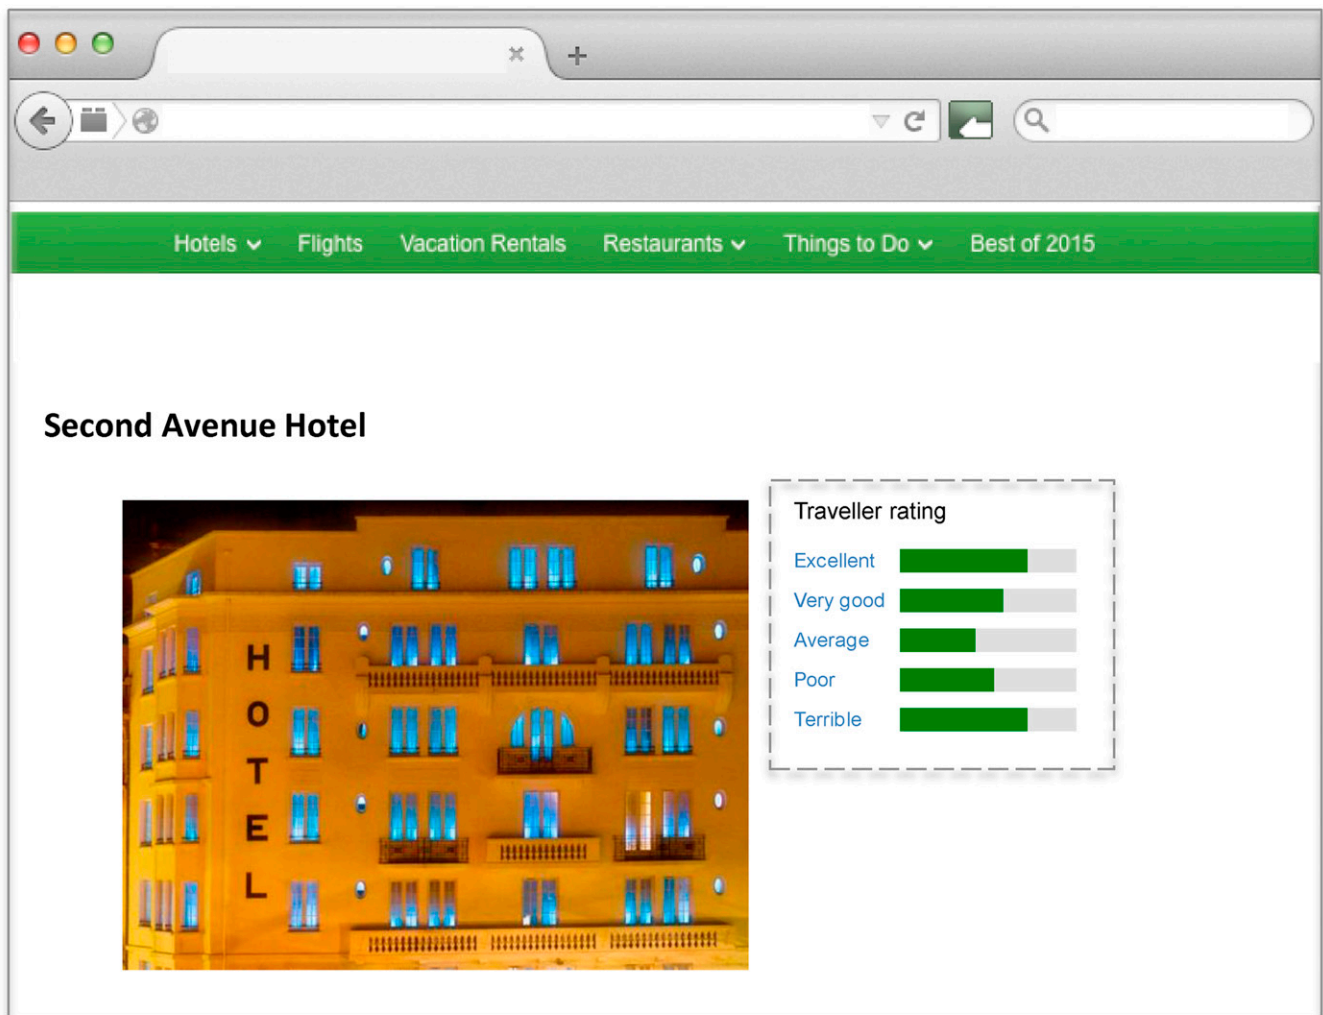 Hotels Flights Vacation Rentals Restaurants Things to Do Best of 2015
Second Avenue Hotel
HOTEL
Traveller rating
Excellent
Very good
Average
Poor
Terrible